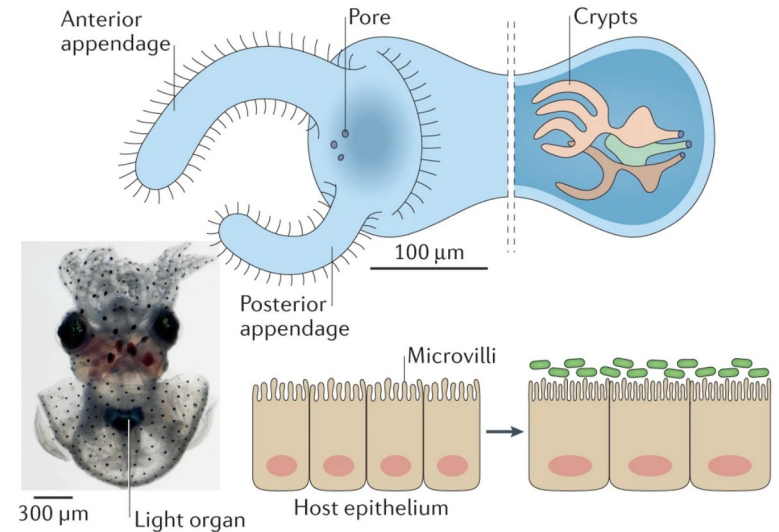 Anterior
appendage
Pore
Crypts
100 µm
Posterior
appendage
Microvilli
Host epithelium
300 µm
Light organ